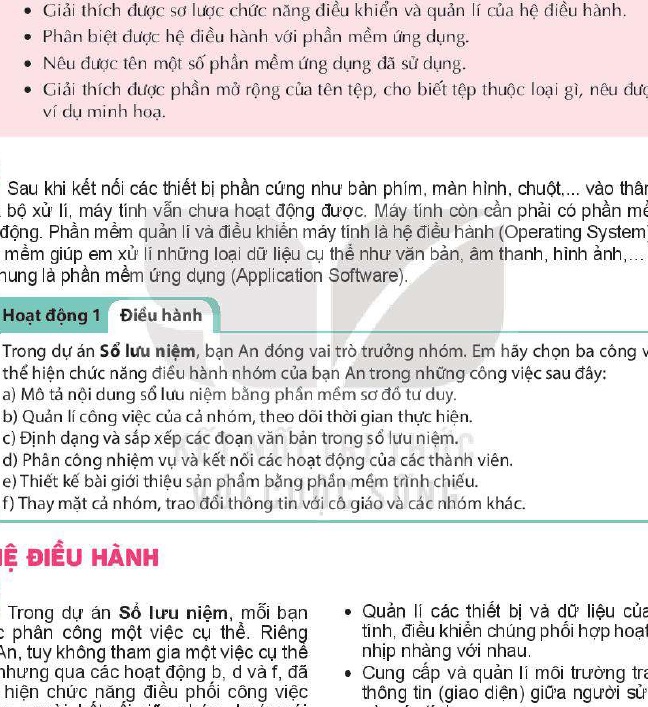 • Giải thích được sơ lược chức năng điều khiển và quản lí của hệ điều hành.
• Phân biệt được hệ điều hành với phần mềm ứng dụng.
• Nêu được tên một số phần mềm ứng dụng đã sử dụng.
• Giải thích được phần mở rộng của tên tệp, cho biết tệp thuộc loại gì, nêu đượ
ví dụ minh hoạ.
Sau khi kết nối các thiết bị phần cứng như bàn phím, màn hình, chuột,... vào thân
bộ xử lí, máy tính vẫn chưa hoạt động được. Máy tính còn cần phải có phần mề
động. Phần mềm quản lí và điều khiển máy tính là hệ điều hành (Operating System)
mềm giúp em xử lí những loại dữ liệu cụ thể như văn bản, âm thanh, hình ảnh,...
hung là phần mềm ứng dụng (Application Software).
Hoạt động 1 Điều hành
Trong dự án Sổ lưu niệm, bạn An đóng vai trò trưởng nhóm. Em hãy chọn ba công v
thể hiện chức năng điều hành nhóm của bạn An trong những công việc sau đây:
a) Mô tả nội dung sổ lưu niệm bằng phần mềm sơ đồ tư duy.
b) Quản lí công việc của cả nhóm, theo dõi thời gian thực hiện.
c) Định dạng và sắp xếp các đoạn văn bản trong sổ lưu niệm.
d) Phân công nhiệm vụ và kết nối các hoạt động của các thành viên.
e) Thiết kế bài giới thiệu sản phẩm bằng phần mềm trình chiếu.
f) Thay mặt cả nhóm, trao đổi thông tin với cô giáo và các nhóm khác.
KẾT NỐI TRI THỨC
VỚI CUỘC SỐNG
HỆ ĐIỀU HÀNH
Trong dự án Sổ lưu niệm, mỗi bạn
c phân công một việc cụ thể. Riêng
An, tuy không tham gia một việc cụ thể
nhưng qua các hoạt động b, d và f, đã
hiện chức năng điều phối công việc
• Quản lí các thiết bị và dữ liệu của
tính, điều khiển chúng phối hợp hoạt
nhịp nhàng với nhau.
• Cung cấp và quản lí môi trường tra
thông tin (giao diện) giữa người sử